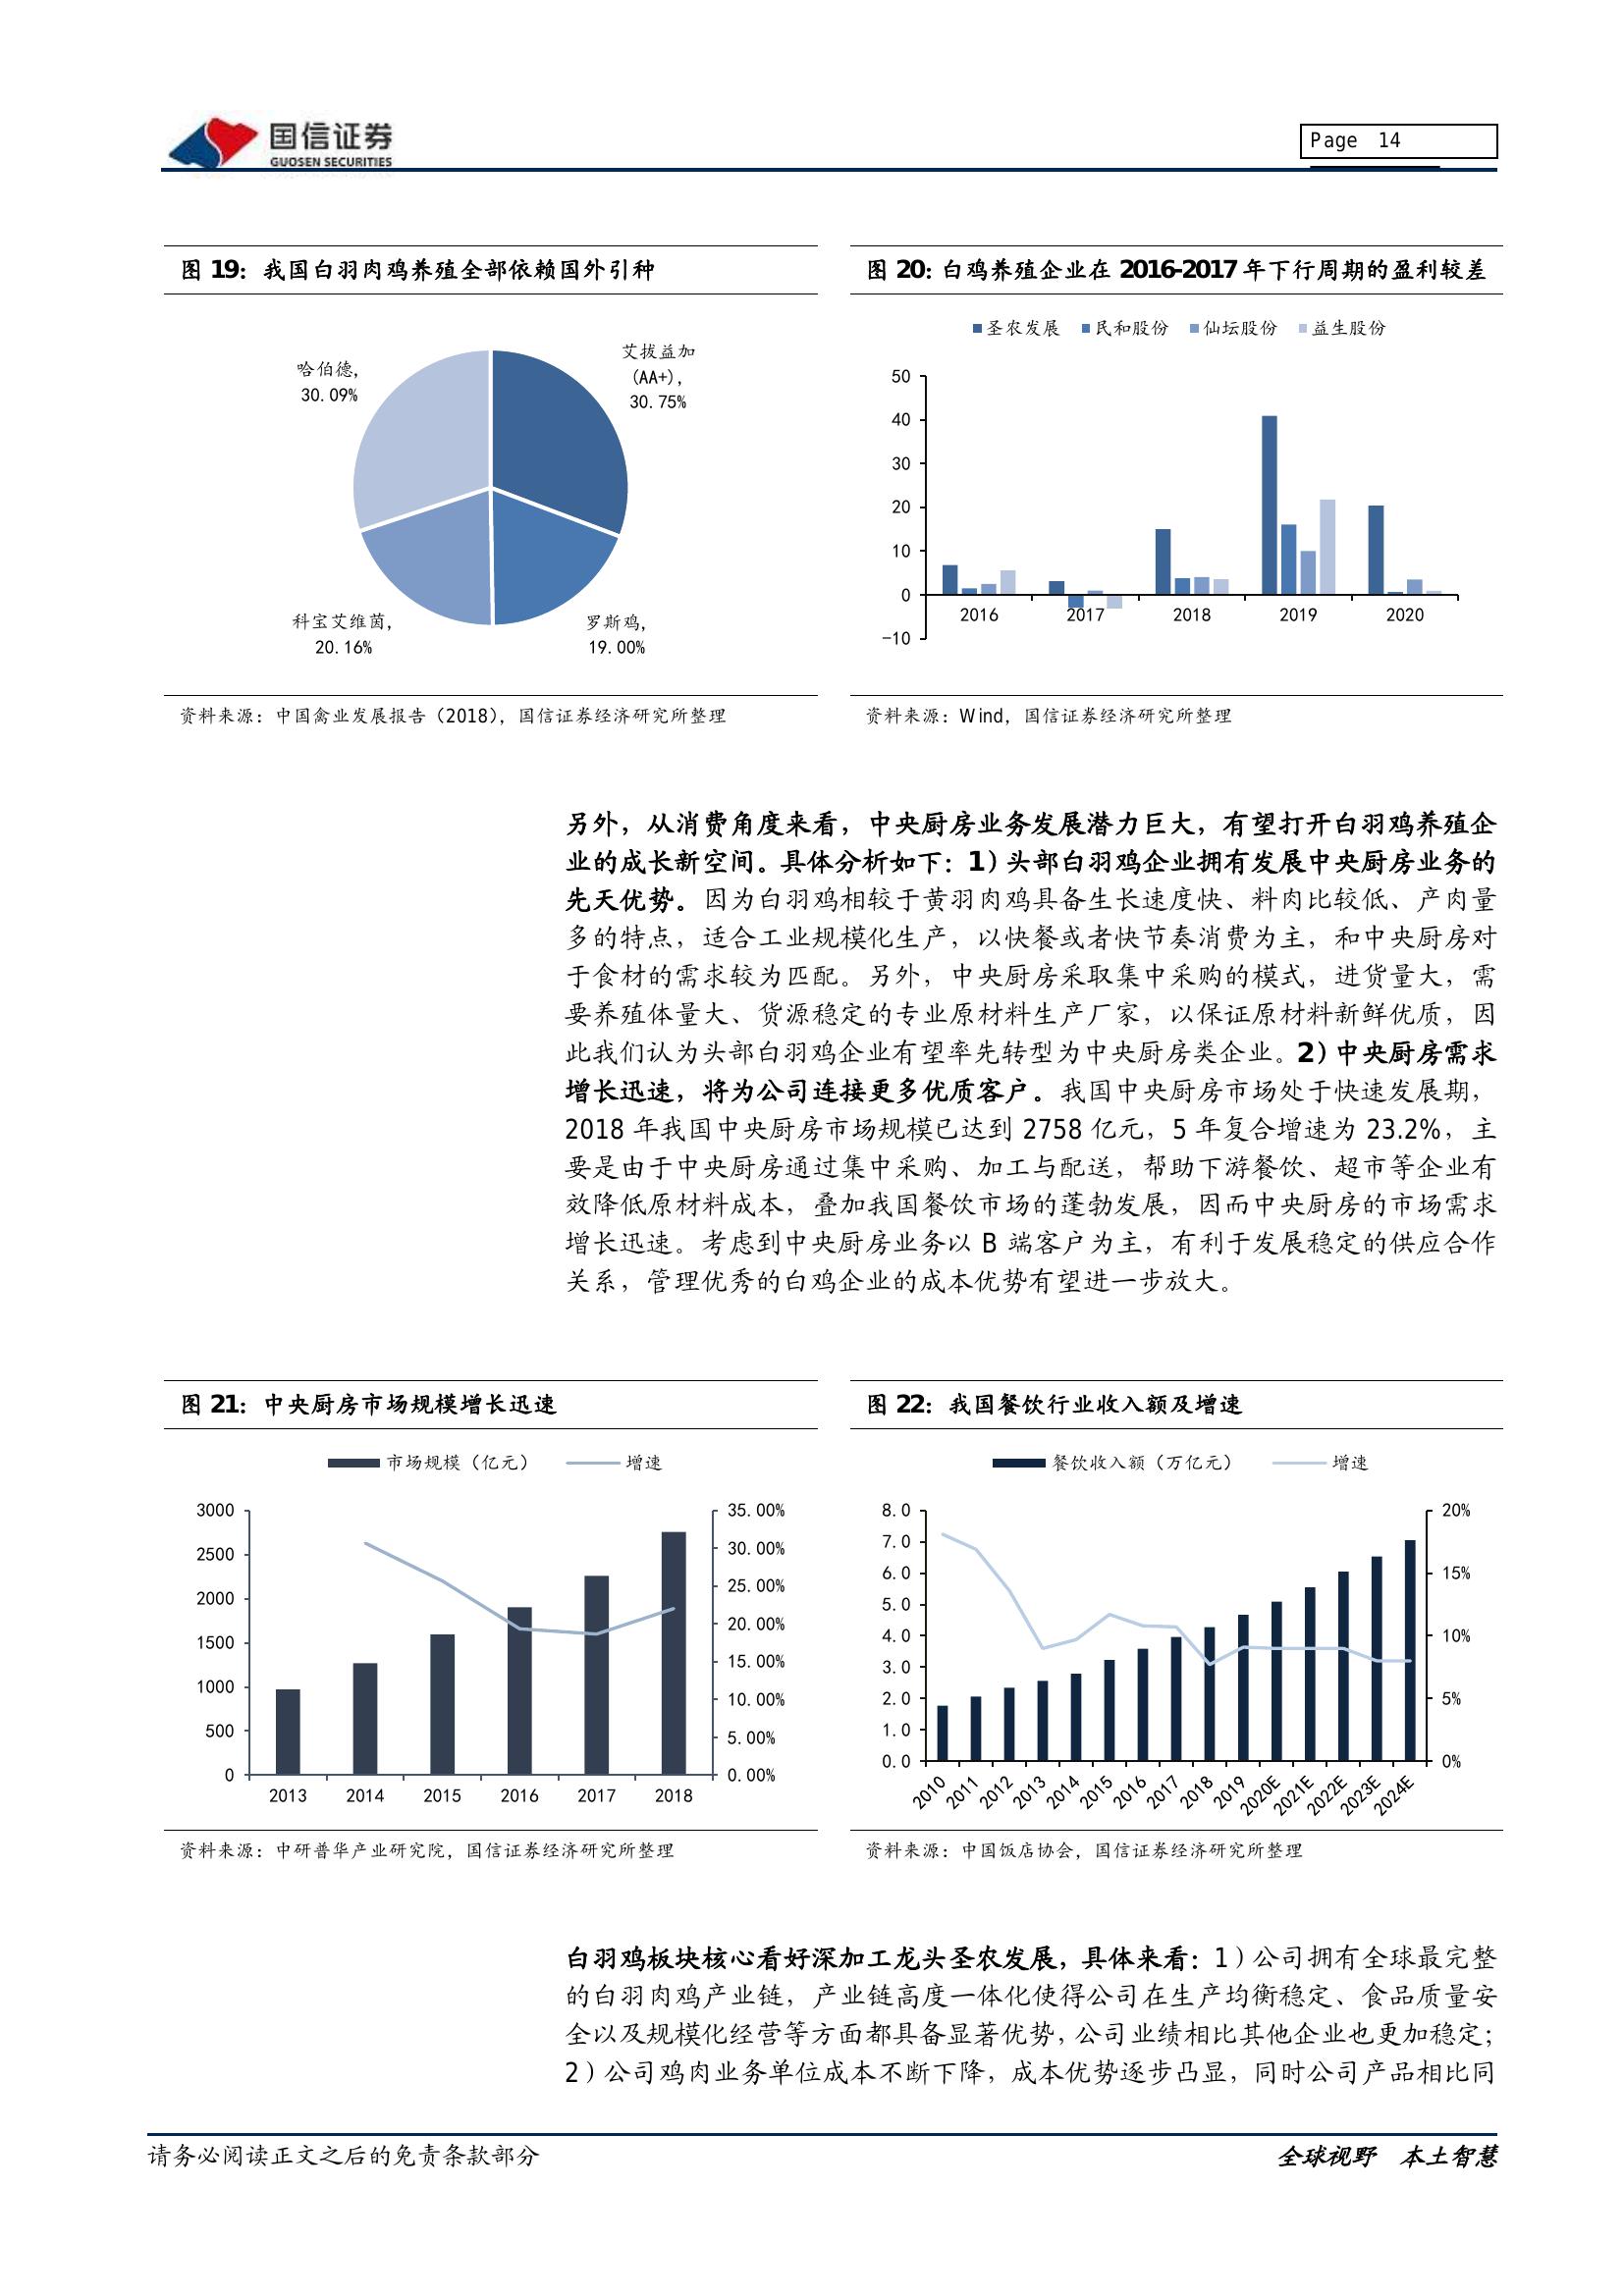 国信证券
GUOSEN SECURITIES
Page 14
图 19：我国白羽肉鸡养殖全部依赖国外引种
哈伯德，
30.09%
艾拔益加
（AA+），
30.75%
科宝艾维茵，
20.16%
罗斯鸡，
19.00%
资料来源：中国禽业发展报告（2018），国信证券经济研究所整理
图 20：白鸡养殖企业在 2016-2017 年下行周期的盈利较差
圣农发展 民和股份 仙坛股份 益生股份
50
40
30
20
10
0
-10
2016 2017 2018 2019 2020
资料来源：Wind，国信证券经济研究所整理
另外，从消费角度来看，中央厨房业务发展潜力巨大，有望打开白羽鸡养殖企
业的成长新空间。具体分析如下：1）头部白羽鸡企业拥有发展中央厨房业务的
先天优势。因为白羽鸡相较于黄羽肉鸡具备生长速度快、料肉比较低、产肉量
多的特点，适合工业规模化生产，以快餐或者快节奏消费为主，和中央厨房对
于食材的需求较为匹配。另外，中央厨房采取集中采购的模式，进货量大，需
要养殖体量大、货源稳定的专业原材料生产厂家，以保证原材料新鲜优质，因
此我们认为头部白羽鸡企业有望率先转型为中央厨房类企业。2）中央厨房需求
增长迅速，将为公司连接更多优质客户。我国中央厨房市场处于快速发展期，
2018 年我国中央厨房市场规模已达到 2758 亿元，5 年复合增速为 23.2%，主
要是由于中央厨房通过集中采购、加工与配送，帮助下游餐饮、超市等企业有
效降低原材料成本，叠加我国餐饮市场的蓬勃发展，因而中央厨房的市场需求
增长迅速。考虑到中央厨房业务以 B 端客户为主，有利于发展稳定的供应合作
关系，管理优秀的白鸡企业的成本优势有望进一步放大。
图 21：中央厨房市场规模增长迅速
市场规模（亿元） 增速
3000
2500
2000
1500
1000
500
0
35.00%
30.00%
25.00%
20.00%
15.00%
10.00%
5.00%
0.00%
2013 2014 2015 2016 2017 2018
资料来源：中研普华产业研究院，国信证券经济研究所整理
图 22：我国餐饮行业收入额及增速
餐饮收入额（万亿元） 增速
8.0
7.0
6.0
5.0
4.0
3.0
2.0
1.0
0.0
20%
15%
10%
5%
0%
2010 2011 2012 2013 2014 2015 2016 2017 2018 2019 2020E 2021E 2022E 2023E 2024E
资料来源：中国饭店协会，国信证券经济研究所整理
白羽鸡板块核心看好深加工龙头圣农发展，具体来看：1）公司拥有全球最完整
的白羽肉鸡产业链，产业链高度一体化使得公司在生产均衡稳定、食品质量安
全以及规模化经营等方面都具备显著优势，公司业绩相比其他企业也更加稳定；
2）公司鸡肉业务单位成本不断下降，成本优势逐步凸显，同时公司产品相比同
请务必阅读正文之后的免责条款部分
全球视野 本土智慧